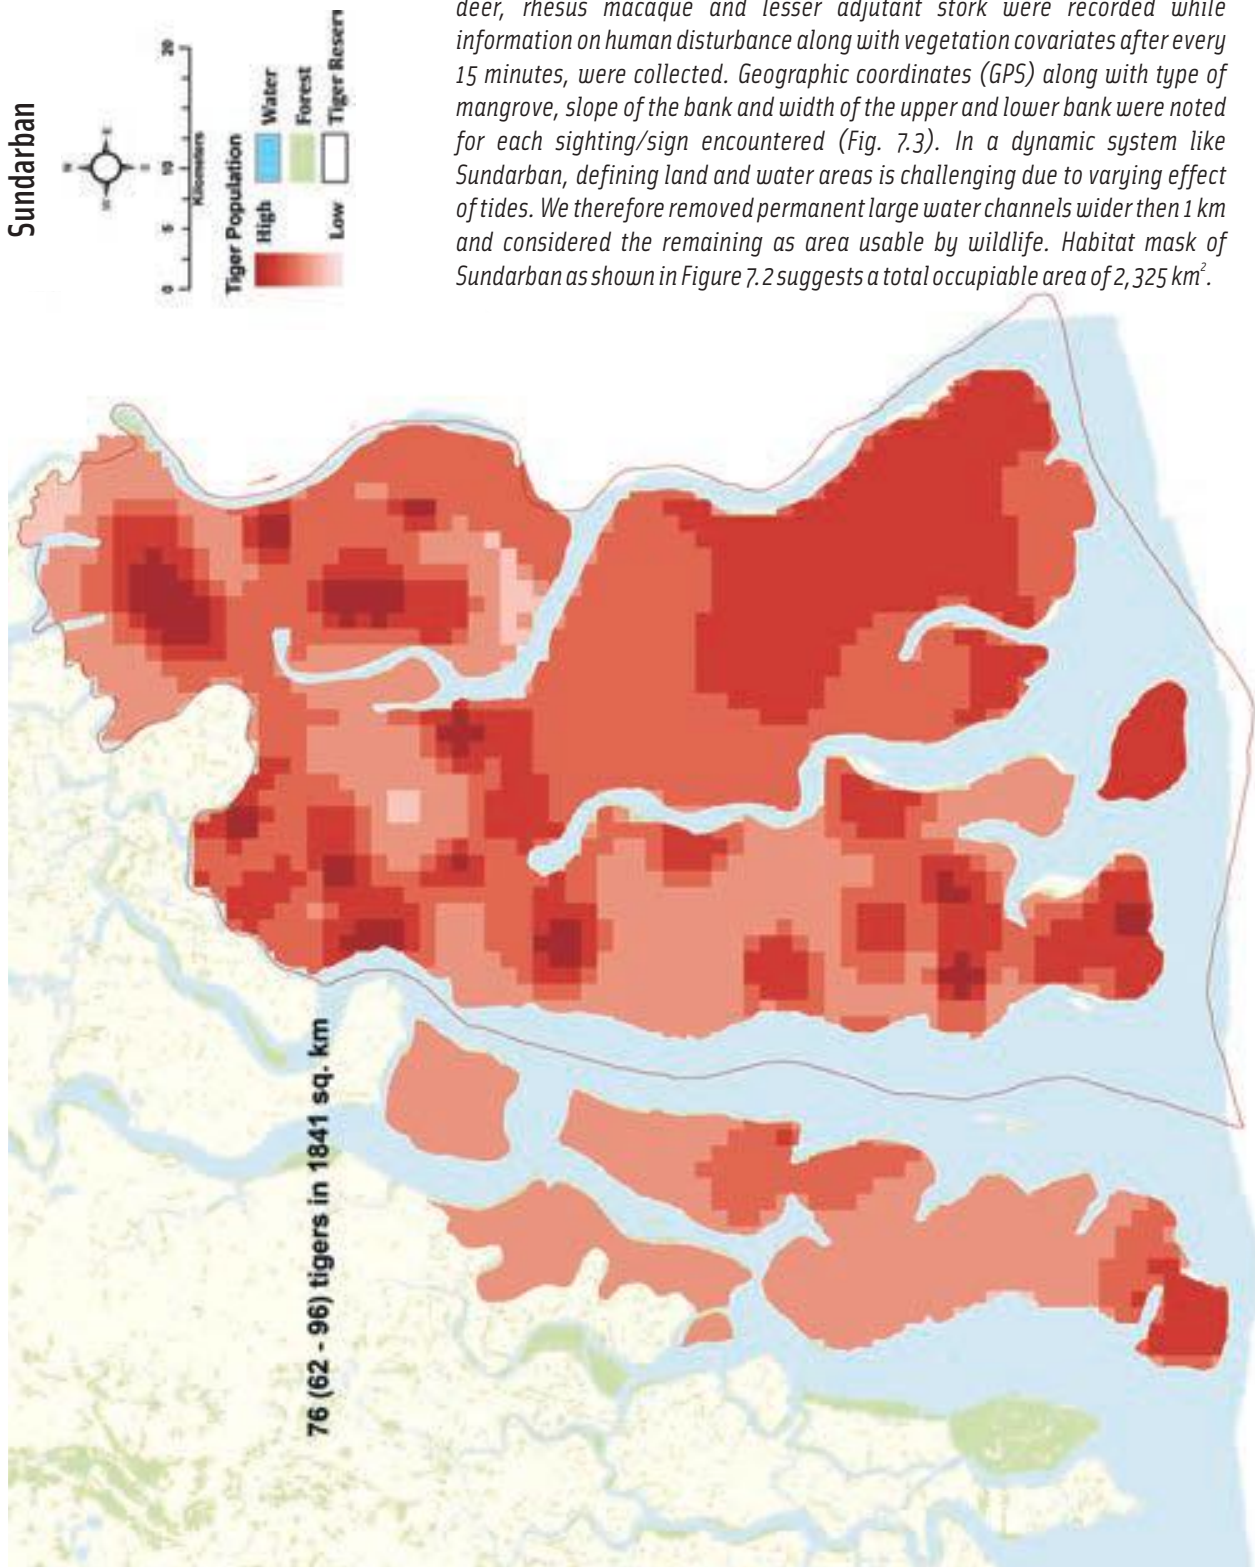 deer, rhesus macaque and lesser adjutant stork were recorded while
information on human disturbance along with vegetation covariates after every
15 minutes, were collected. Geographic coordinates (GPS) along with type of
mangrove, slope of the bank and width of the upper and lower bank were noted
for each sighting/sign encountered (Fig. 7.3). In a dynamic system like
Sundarban, defining land and water areas is challenging due to varying effect
of tides. We therefore removed permanent large water channels wider then 1 km
and considered the remaining as area usable by wildlife. Habitat mask of
Sundarban as shown in Figure 7.2 suggests a total occupiable area of 2,325 km².
Sundarban
N
W E
S
0 5 10 20
Kilometers
Tiger Population
High
Low
Water
Forest
Tiger Reserv
76 (62 - 96) tigers in 1841 sq. km